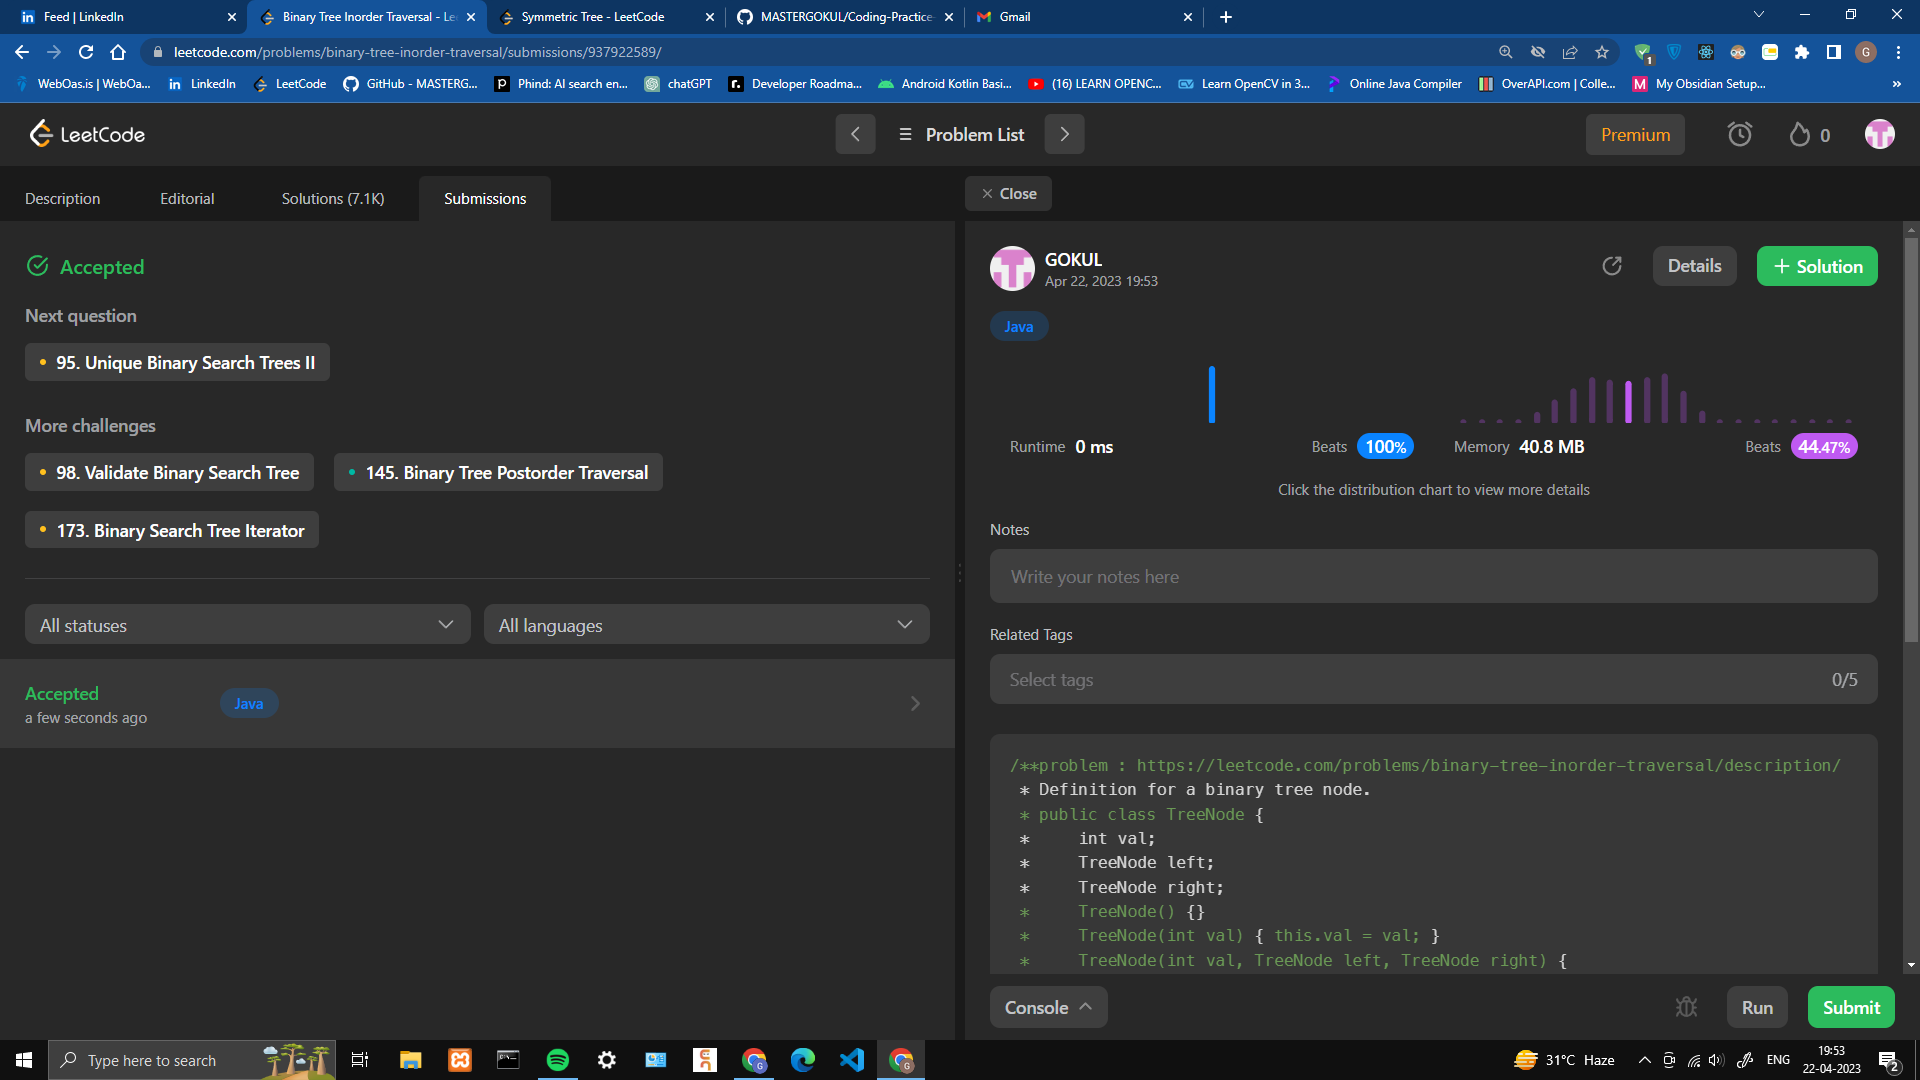 Feed | LinkedIn
Binary Tree Inorder Traversal - Le
Symmetric Tree - LeetCode
MASTERGOKUL/Coding-Practice-
Gmail
leetcode.com/problems/binary-tree-inorder-traversal/submissions/937922589/
1
G
WebOas.is | WebOa...
LinkedIn
LeetCode
GitHub - MASTERG...
Phind: AI search en...
chatGPT
Developer Roadma...
Android Kotlin Basi...
(16) LEARN OPENC...
Learn OpenCV in 3...
Online Java Compiler
OverAPI.com | Colle...
My Obsidian Setup...
LeetCode
Problem List
Premium
0
Description
Editorial
Solutions (7.1K)
Submissions
Close
Accepted
Next question
95. Unique Binary Search Trees II
More challenges
98. Validate Binary Search Tree
145. Binary Tree Postorder Traversal
173. Binary Search Tree Iterator
All statuses
All languages
Accepted
a few seconds ago
Java
GOKUL
Apr 22, 2023 19:53
Details
+ Solution
Java
Runtime 0 ms
Beats 100%
Memory 40.8 MB
Beats 44.47%
Click the distribution chart to view more details
Notes
Write your notes here
Related Tags
Select tags
0/5
/**problem : https://leetcode.com/problems/binary-tree-inorder-traversal/description/
* Definition for a binary tree node.
* public class TreeNode {
*     int val;
*     TreeNode left;
*     TreeNode right;
*     TreeNode() {}
*     TreeNode(int val) { this.val = val; }
*     TreeNode(int val, TreeNode left, TreeNode right) {
Console
Run
Submit
Type here to search
31°C Haze
ENG
19:53
22-04-2023
2